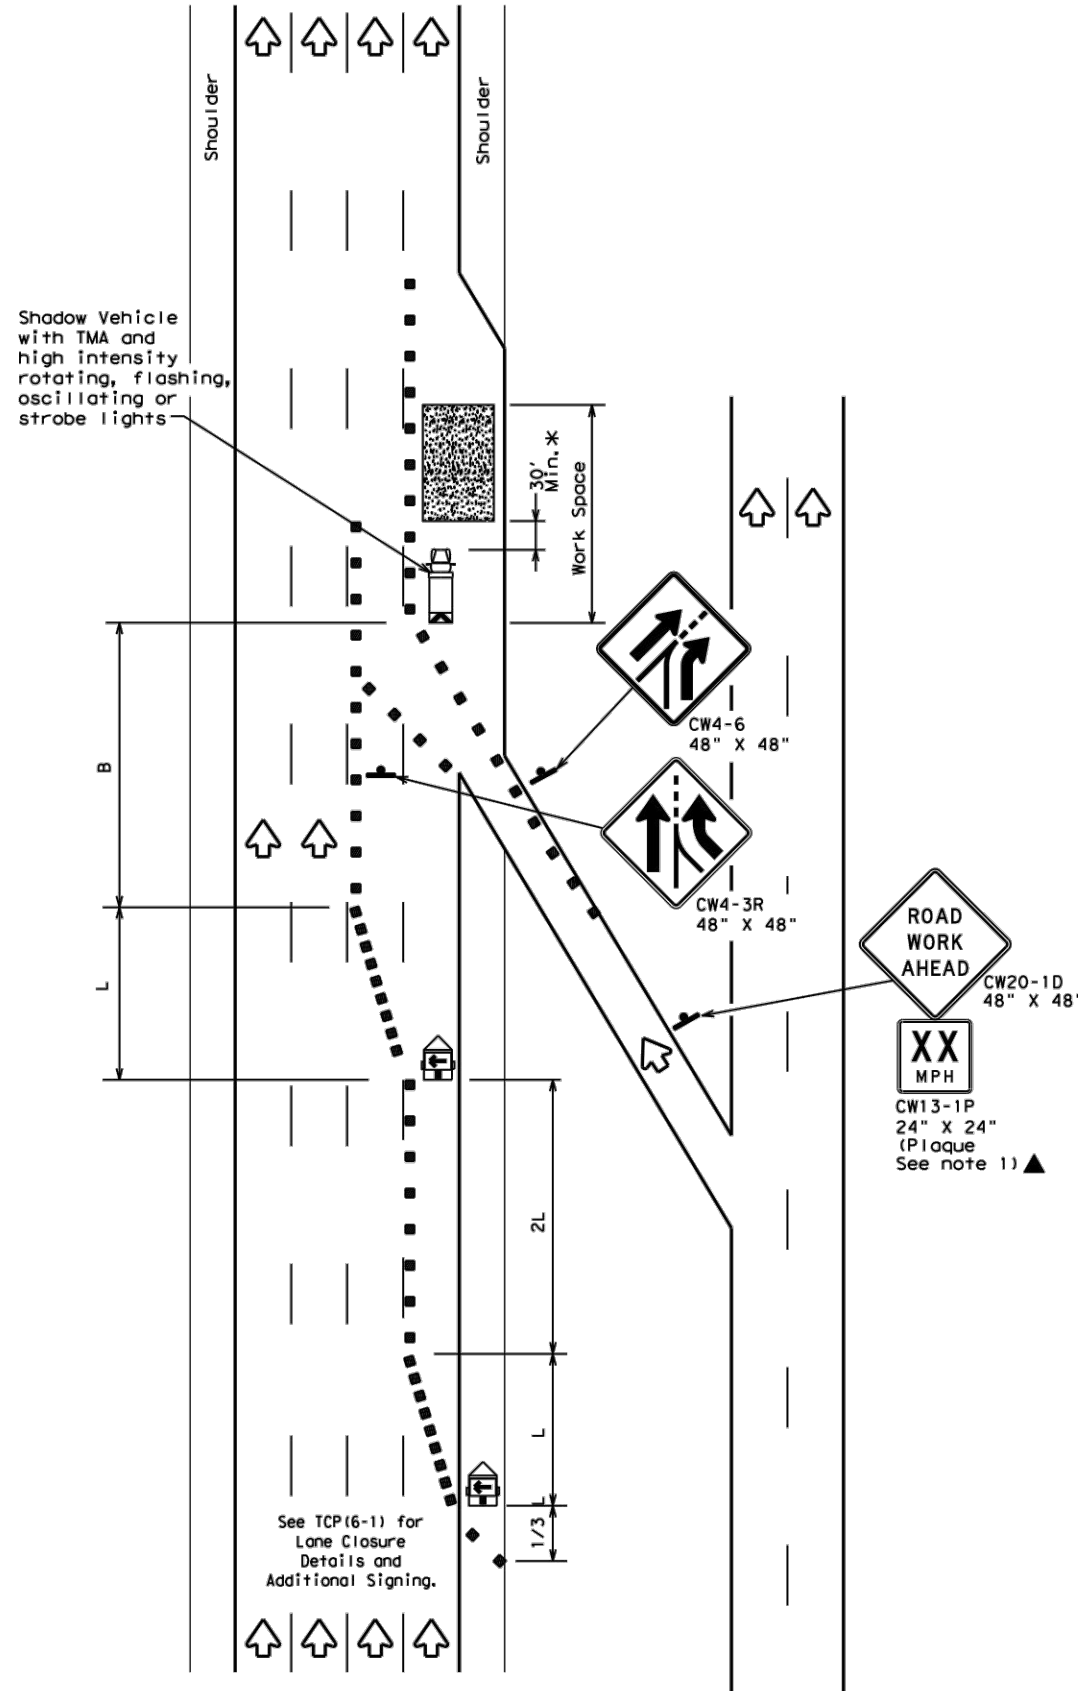 Shoulder
Shoulder
Shadow Vehicle
with TMA and
high intensity
rotating, flashing,
oscillating or
strobe lights
30'
Min.*
Work Space
CW4-6
48" X 48"
B
CW4-3R
48" X 48"
ROAD
WORK
AHEAD
CW20-1D
48" X 48"
L
XX
MPH
CW13-1P
24" X 24"
(Plaque
See note 1)▲
2L
L
1/3 L
See TCP(6-1) for
Lane Closure
Details and
Additional Signing.